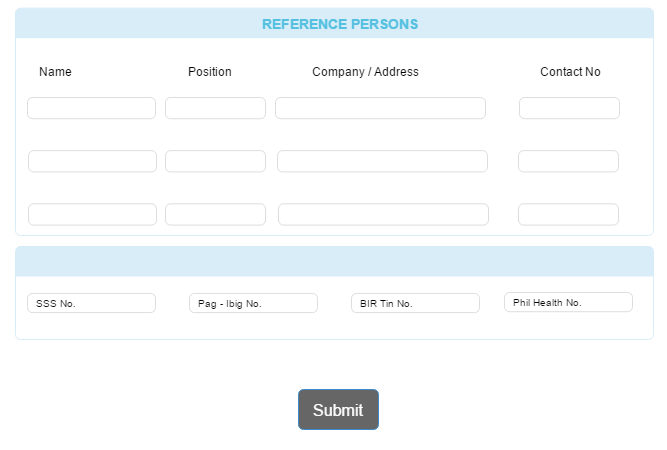 REFERENCE PERSONS
Name Position Company / Address Contact No
SSS No. Pag - Ibig No. BIR Tin No. Phil Health No.
Submit